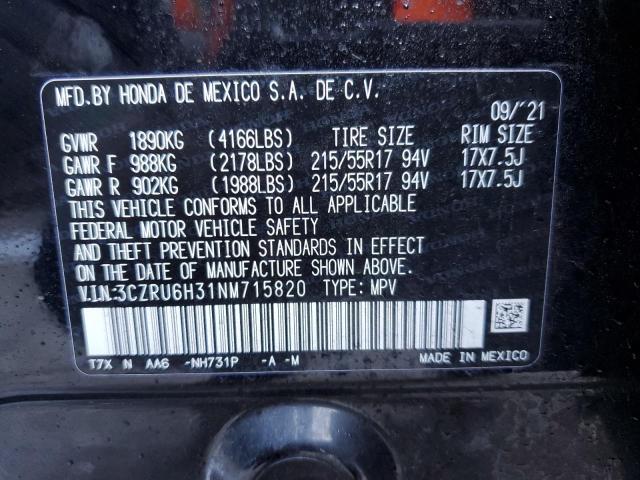 MFD.BY HONDA DE MEXICO S.A. DE C.V.
09/'21
GVWR 1890KG (4166LBS) TIRE SIZE RIM SIZE
GAWR F 988KG (2178LBS) 215/55R17 94V 17X7.5J
GAWR R 902KG (1988LBS) 215/55R17 94V 17X7.5J
THIS VEHICLE CONFORMS TO ALL APPLICABLE
FEDERAL MOTOR VEHICLE SAFETY
AND THEFT PREVENTION STANDARDS IN EFFECT
ON THE DATE OF MANUFACTURE SHOWN ABOVE.
V.I.N:3CZRU6H31NM715820 TYPE: MPV
T7X N AA6 -NH731P -A -M MADE IN MEXICO